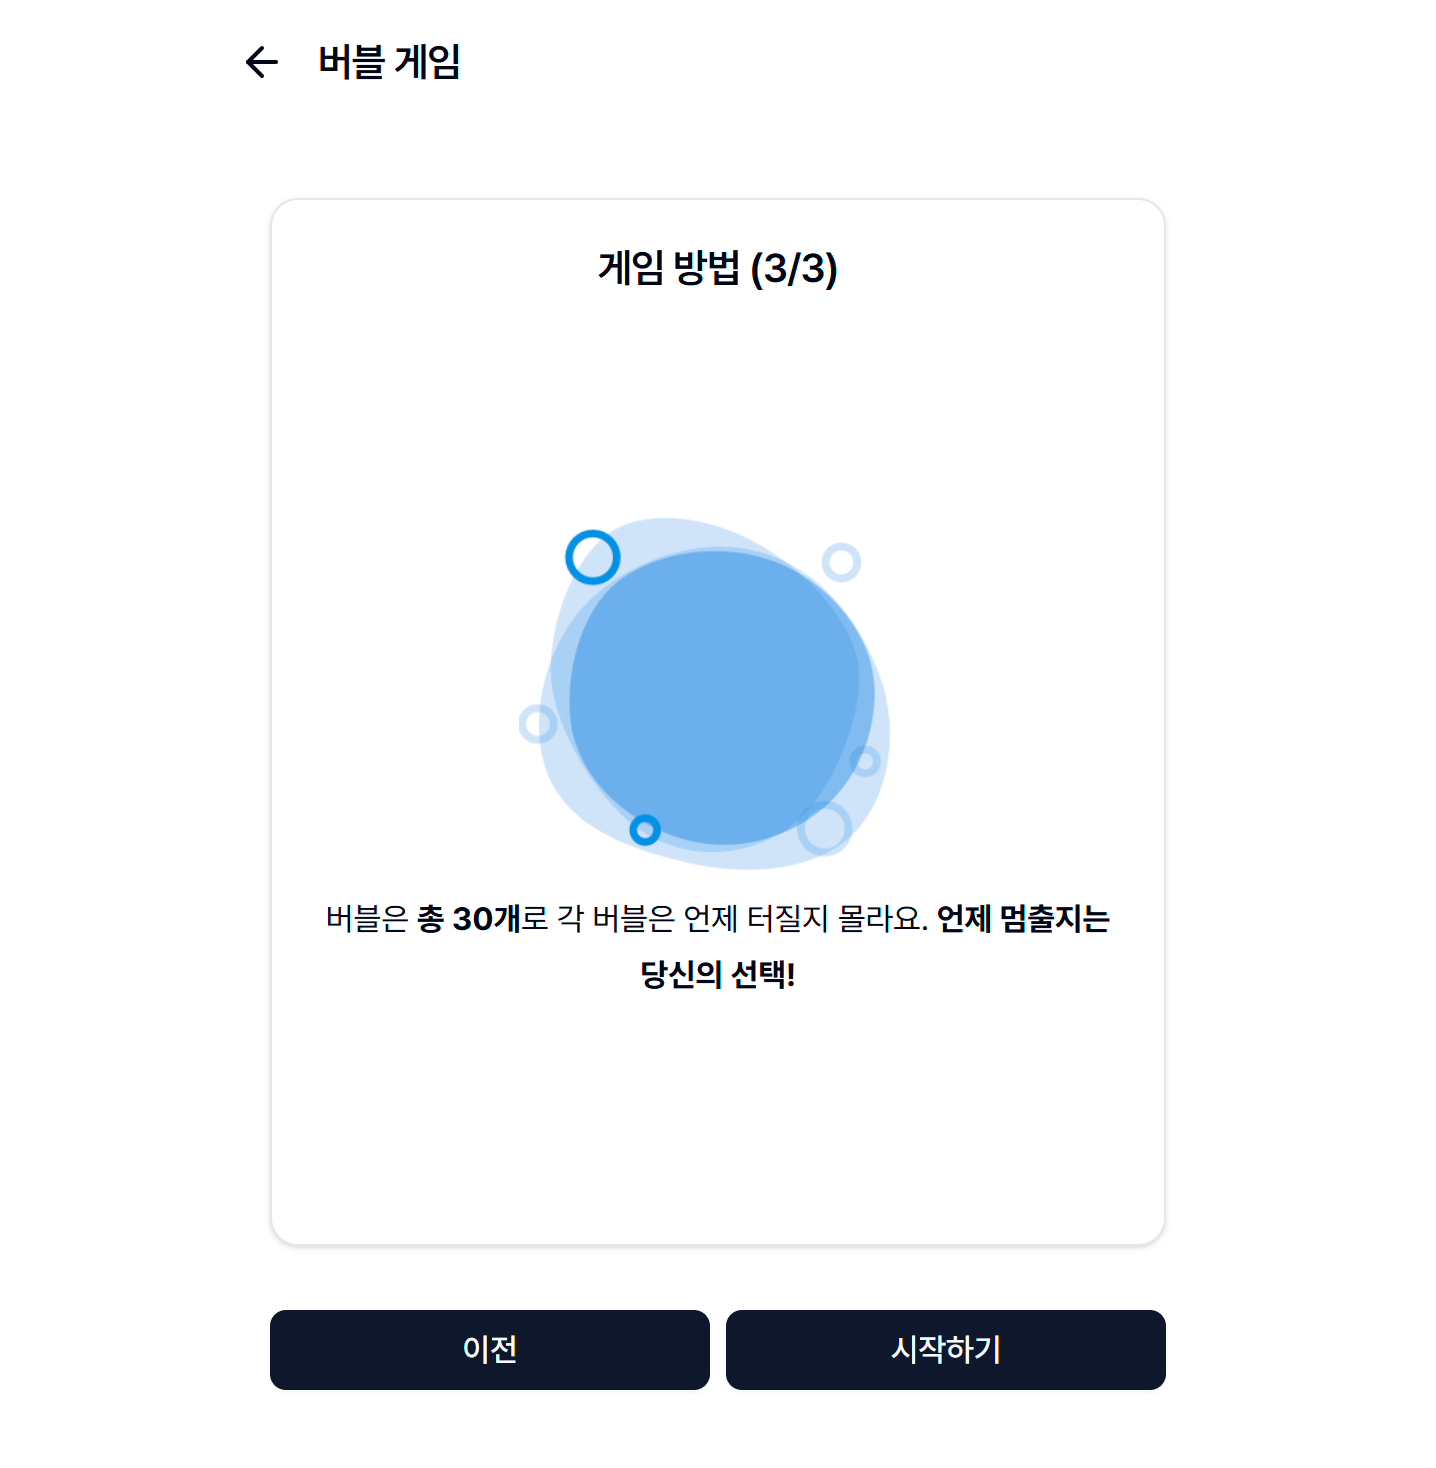 버블 게임
게임 방법 (3/3)
버블은 총 30개로 각 버블은 언제 터질지 몰라요. 언제 멈출지는
당신의 선택!
이전
시작하기